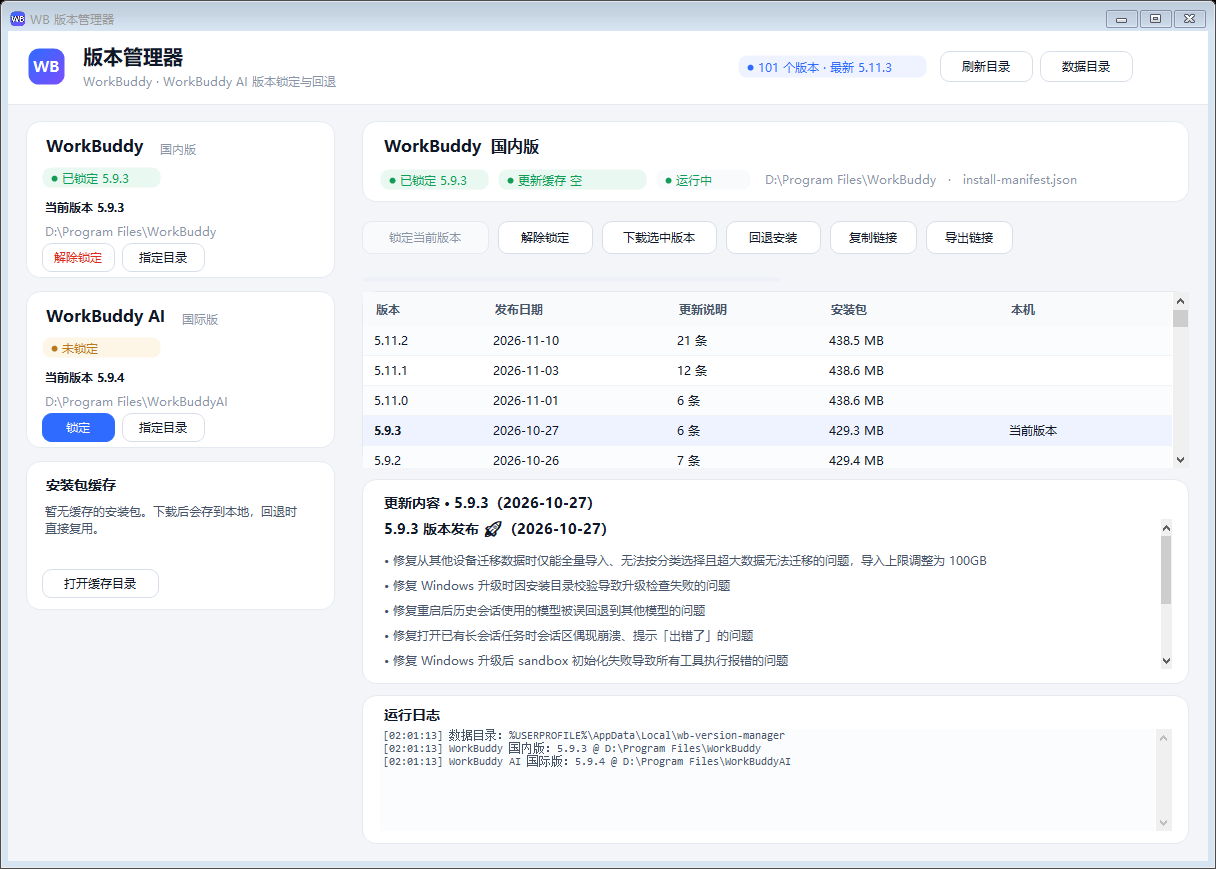 WB 版本管理器
WB
版本管理器
WorkBuddy · WorkBuddy AI 版本锁定与回退
101 个版本 · 最新 5.11.3
刷新目录
数据目录
WorkBuddy 国内版
已锁定 5.9.3
当前版本 5.9.3
D:\Program Files\WorkBuddy
解除锁定
指定目录
WorkBuddy AI 国际版
未锁定
当前版本 5.9.4
D:\Program Files\WorkBuddyAI
锁定
指定目录
安装包缓存
暂无缓存的安装包。下载后会存到本地，回退时
直接复用。
打开缓存目录
WorkBuddy 国内版
已锁定 5.9.3
更新缓存 空
运行中
D:\Program Files\WorkBuddy · install-manifest.json
锁定当前版本
解除锁定
下载选中版本
回退安装
复制链接
导出链接
版本 发布日期 更新说明 安装包 本机
5.11.2 2026-11-10 21 条 438.5 MB
5.11.1 2026-11-03 12 条 438.6 MB
5.11.0 2026-11-01 6 条 438.6 MB
5.9.3 2026-10-27 6 条 429.3 MB 当前版本
5.9.2 2026-10-26 7 条 429.4 MB
更新内容 • 5.9.3（2026-10-27）
5.9.3 版本发布 🚀（2026-10-27）
• 修复从其他设备迁移数据时仅能全量导入、无法按分类选择且超大数据无法迁移的问题，导入上限调整为 100GB
• 修复 Windows 升级时因安装目录校验导致升级检查失败的问题
• 修复重启后历史会话使用的模型被误回退到其他模型的问题
• 修复打开已有长会话任务时会话区偶现崩溃、提示「出错了」的问题
• 修复 Windows 升级后 sandbox 初始化失败导致所有工具执行报错的问题
运行日志
[02:01:13] 数据目录: %USERPROFILE%\AppData\Local\wb-version-manager
[02:01:13] WorkBuddy 国内版: 5.9.3 @ D:\Program Files\WorkBuddy
[02:01:13] WorkBuddy AI 国际版: 5.9.4 @ D:\Program Files\WorkBuddyAI